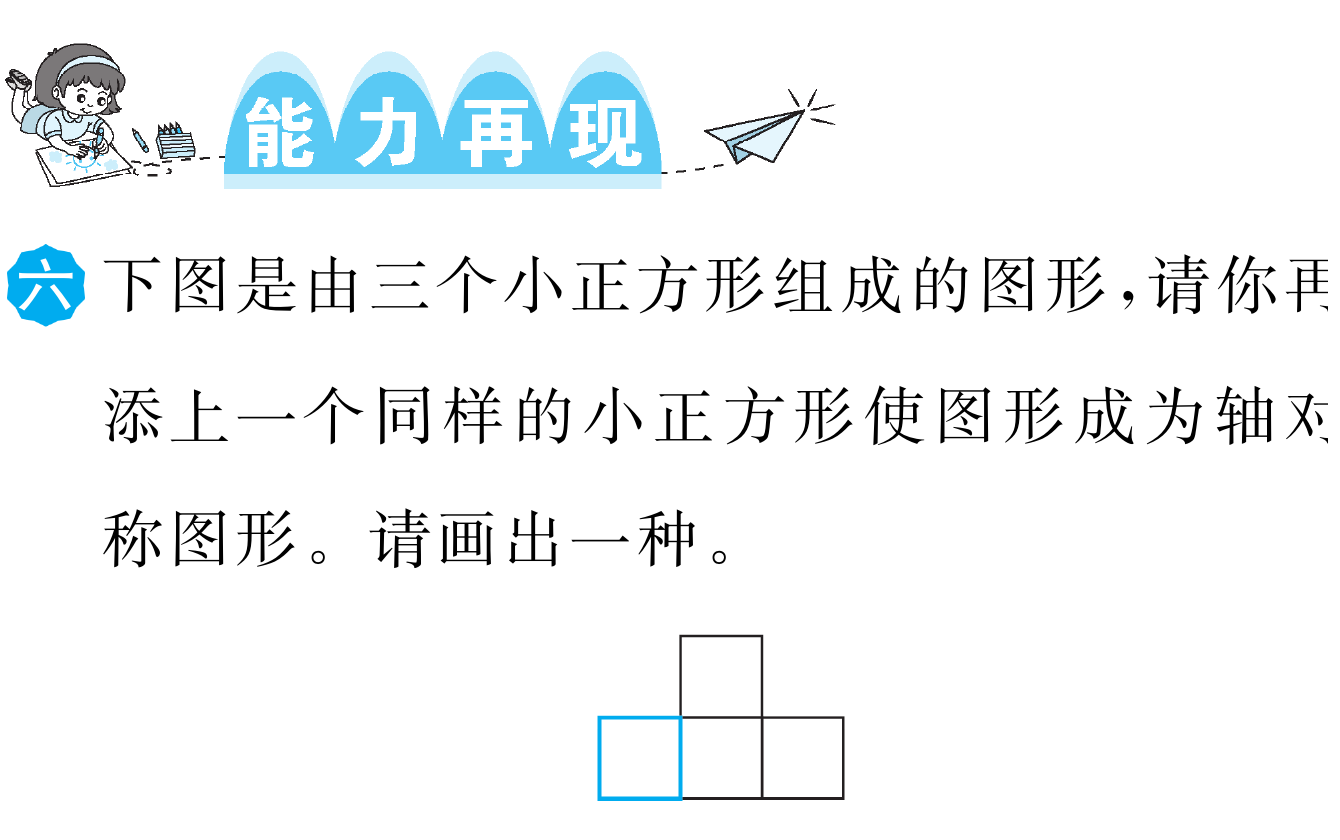 能力再现
六 下图是由三个小正方形组成的图形,请你再
添上一个同样的小正方形使图形成为轴对
称图形。请画出一种。